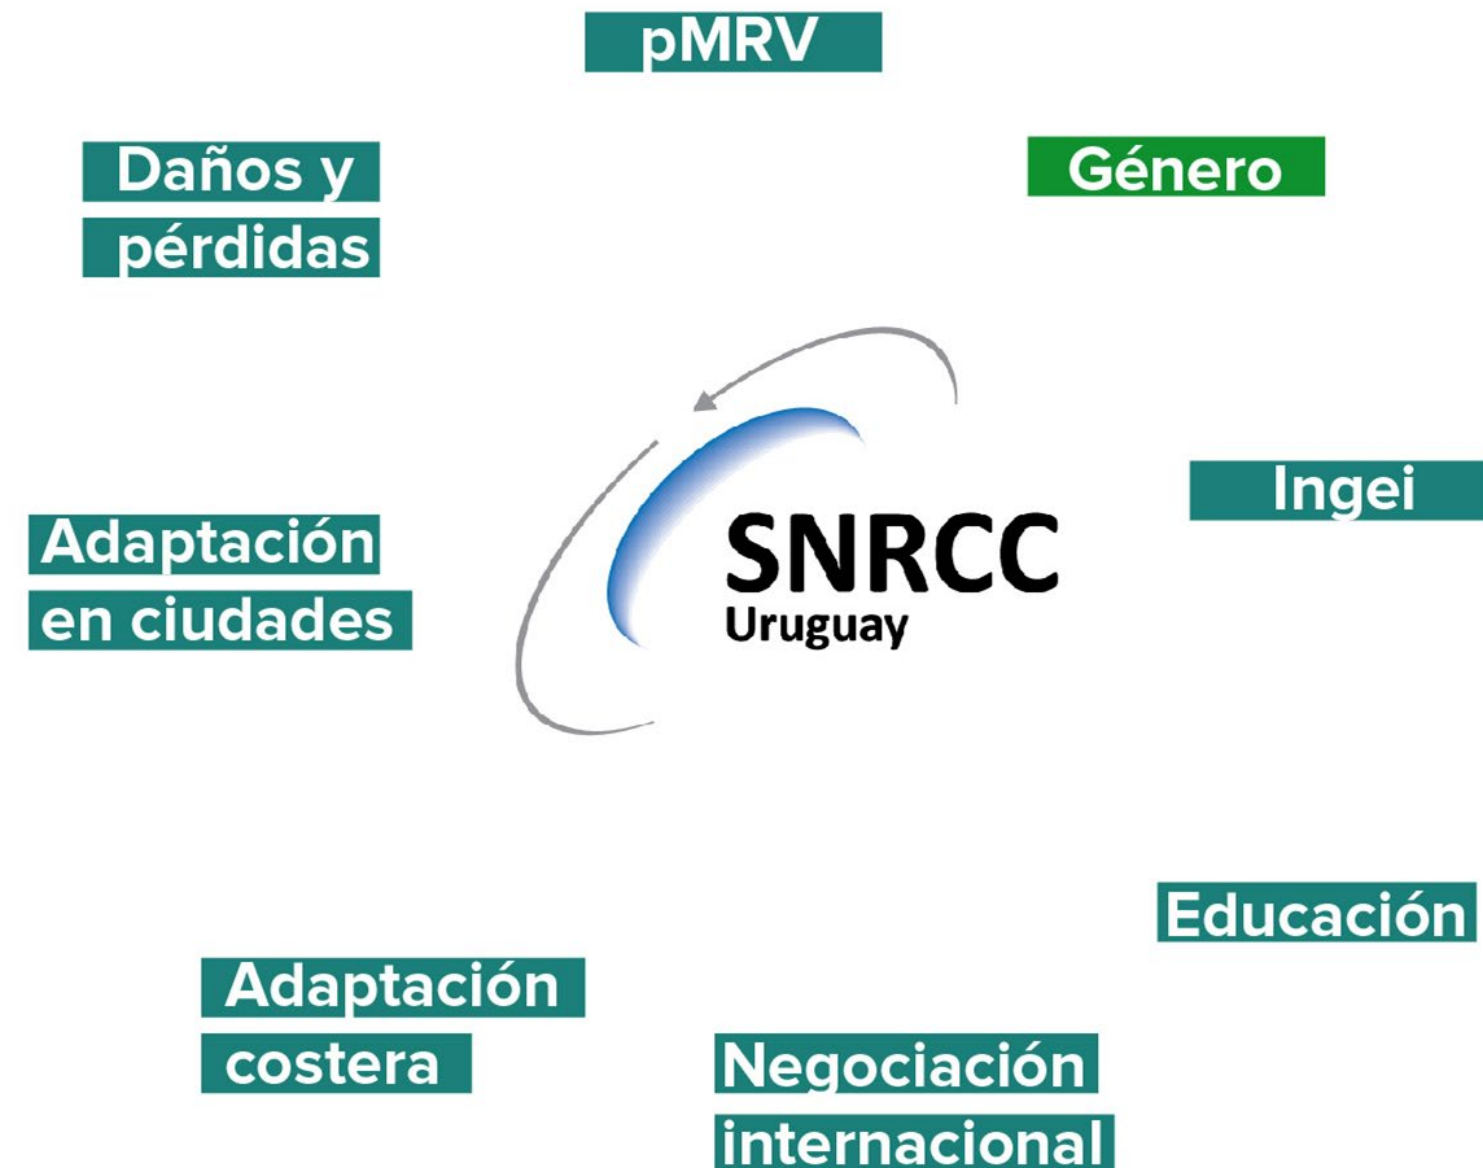 pMRV
Daños y
pérdidas
Género
SNRCC
Uruguay
Ingei
Adaptación
en ciudades
Educación
Adaptación
costera
Negociación
internacional